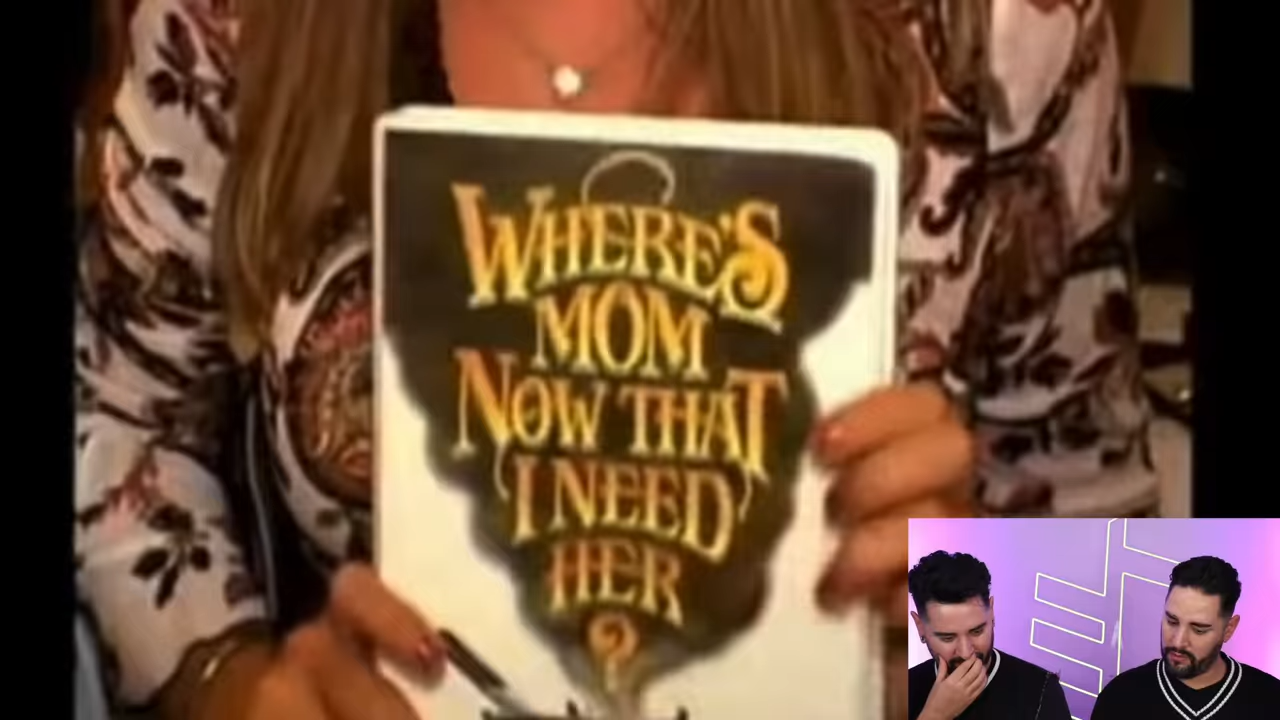 WHERE'S
MOM
NOW THAT
I NEED
HER
?